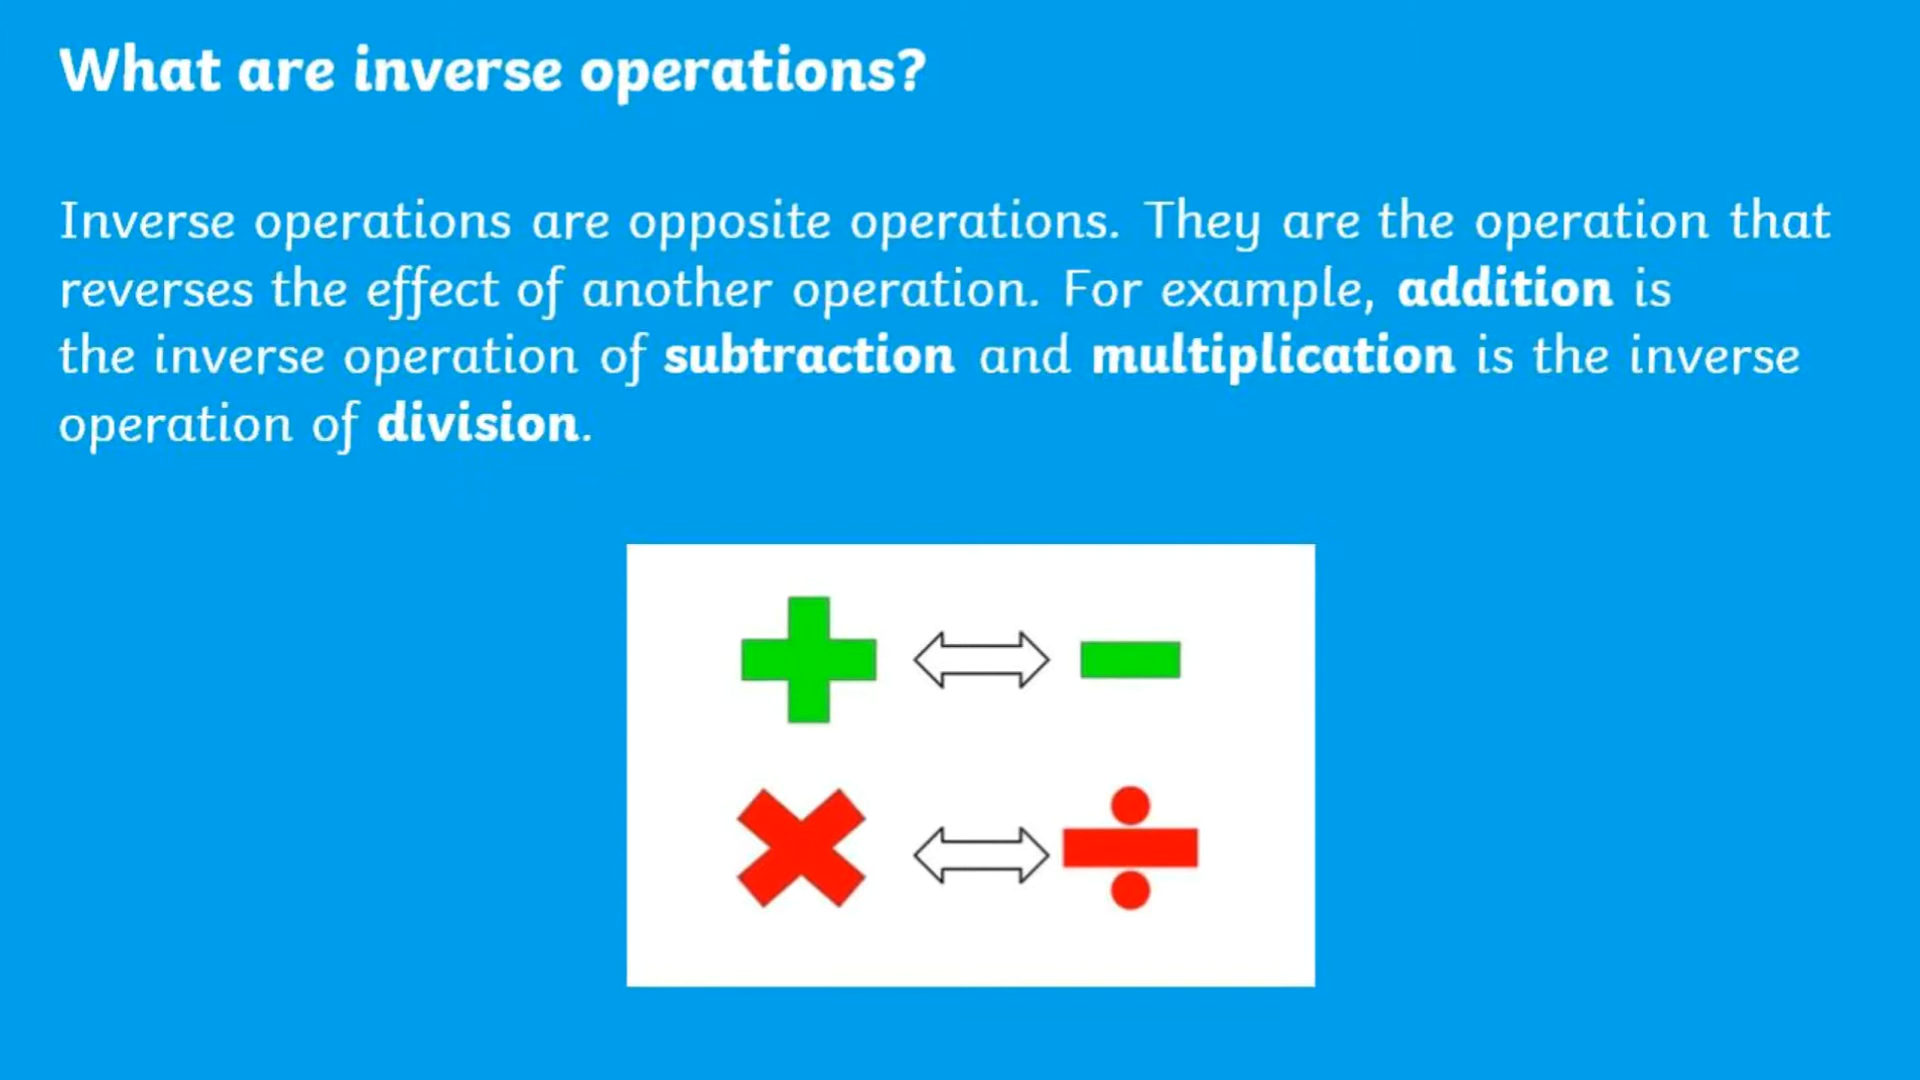 What are inverse operations?
Inverse operations are opposite operations. They are the operation that
reverses the effect of another operation. For example, addition is
the inverse operation of subtraction and multiplication is the inverse
operation of division.